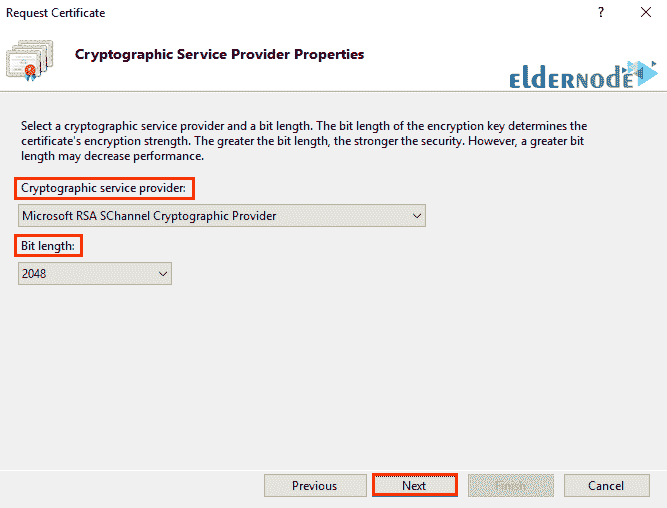 Request Certificate
?
Cryptographic Service Provider Properties
ELDERNODE
Select a cryptographic service provider and a bit length. The bit length of the encryption key determines the
certificate's encryption strength. The greater the bit length, the stronger the security. However, a greater bit
length may decrease performance.
Cryptographic service provider:
Microsoft RSA SChannel Cryptographic Provider
Bit length:
2048
Previous
Next
Finish
Cancel